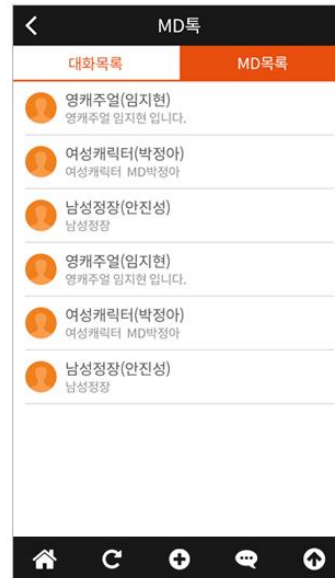 MD톡
대화목록 MD목록
영캐주얼(임지현)
영캐주얼 임지현 입니다.
여성캐릭터(박정아)
여성캐릭터 MD박정아
남성정장(안진성)
남성정장
영캐주얼(임지현)
영캐주얼 임지현 입니다.
여성캐릭터(박정아)
여성캐릭터 MD박정아
남성정장(안진성)
남성정장